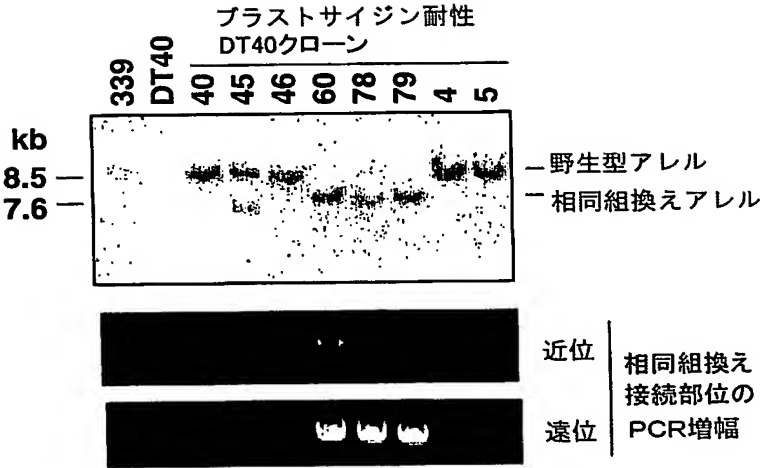 ブラストサイジン耐性
DT40クローン
339 DT40 40 45 46 60 78 79 4 5
kb
8.5
7.6
野生型アレル
相同組換えアレル
近位
遠位
相同組換え
接続部位の
PCR増幅